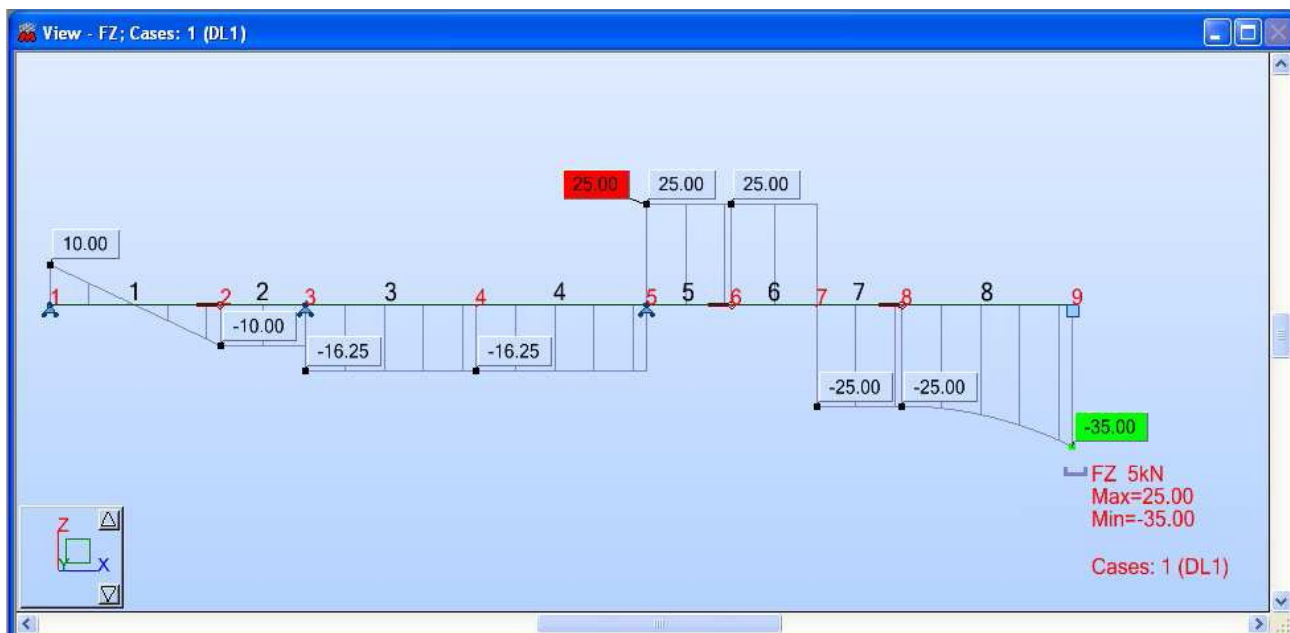 View - FZ; Cases: 1 (DL1)
25.00 25.00 25.00
10.00
1 1 2 2 3 3 4 4 5 5 6 6 7 7 8 8 9
-10.00
-16.25 -16.25
-25.00 -25.00
-35.00
FZ 5kN
Max=25.00
Min=-35.00
Cases: 1 (DL1)
Z
Y X